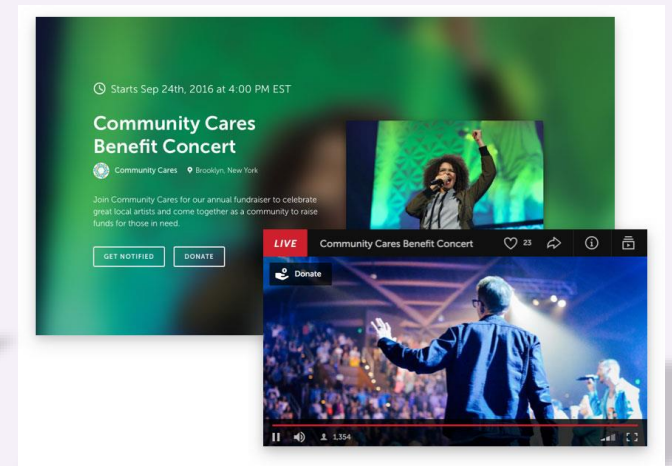 Starts Sep 24th, 2016 at 4:00 PM EST
Community Cares
Benefit Concert
Community Cares Brooklyn, New York
Join Community Cares for our annual fundraiser to celebrate
great local artists and come together as a community to raise
funds for those in need.
GET NOTIFIED DONATE
LIVE Community Cares Benefit Concert 23
Donate
1,354